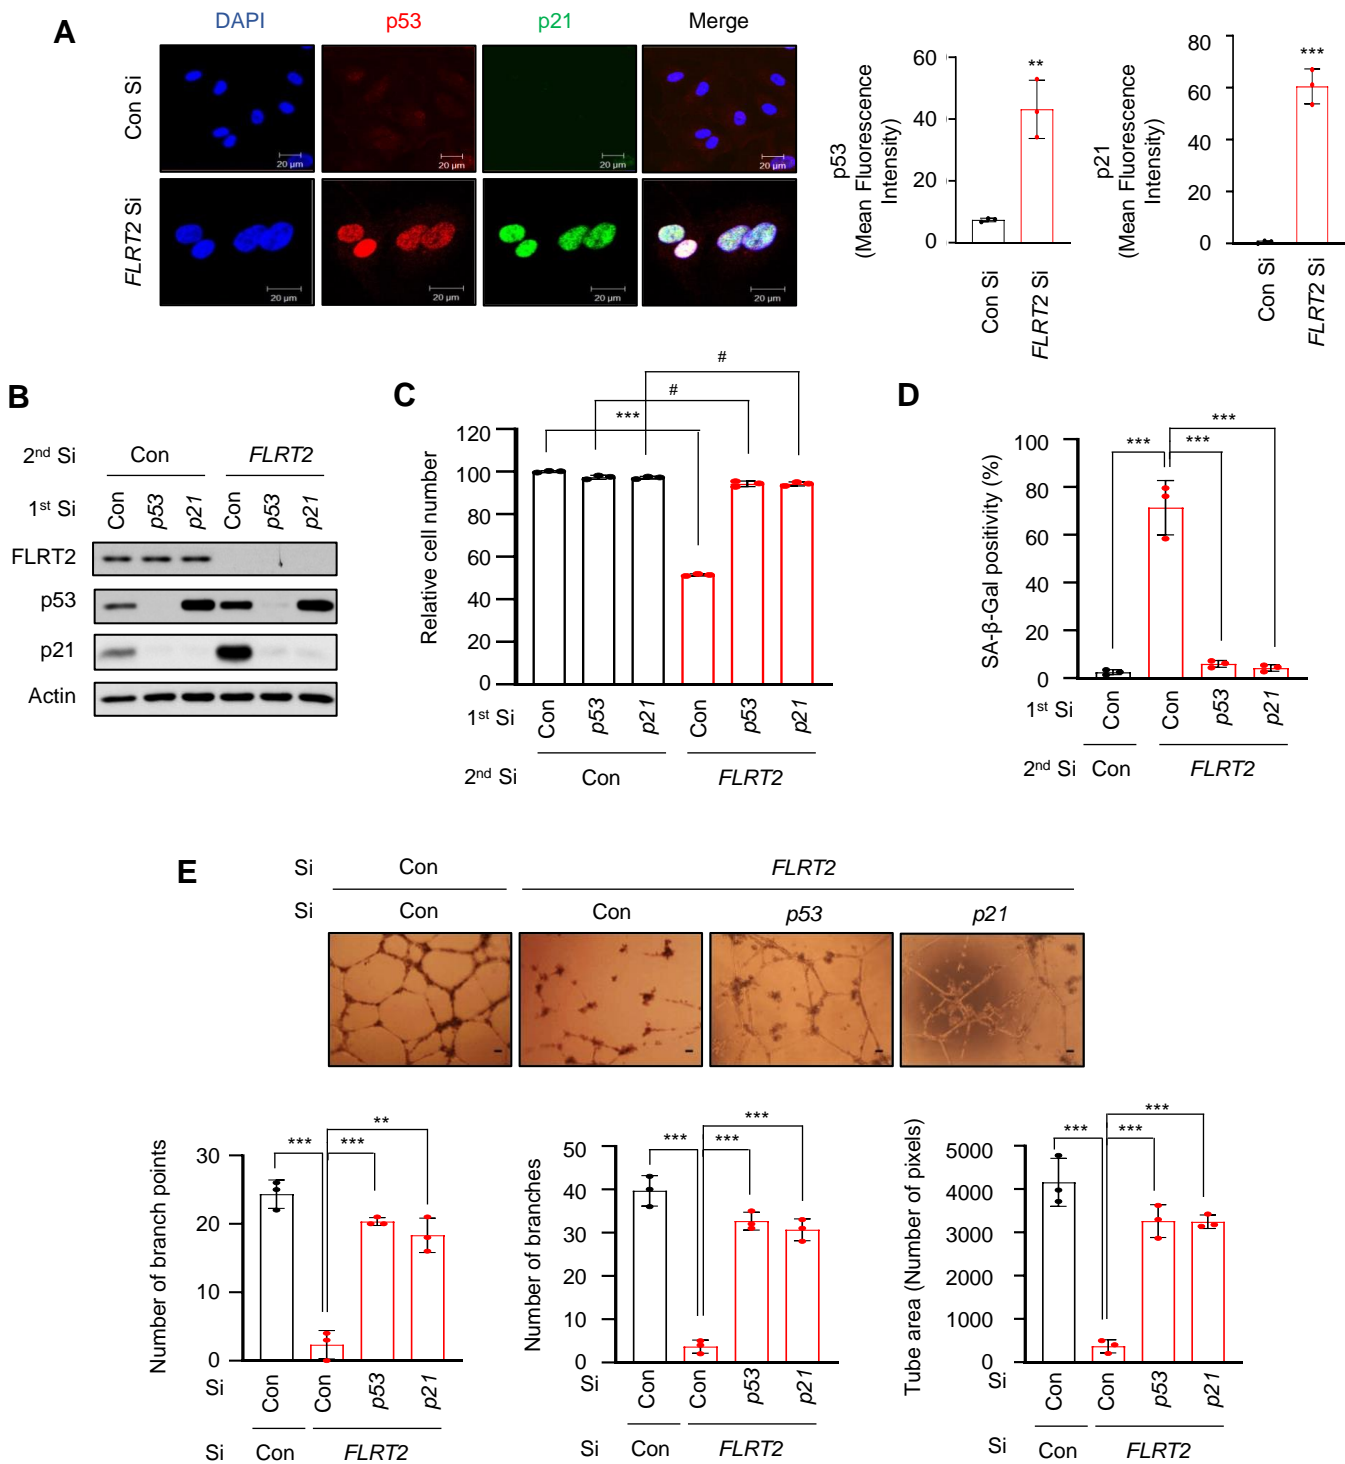 A
DAPI
p53
p21
Merge
Con Si
20 µm
20 µm
20 µm
20 µm
FLRT2 Si
20 µm
20 µm
20 µm
20 µm
p53
(Mean Fluorescence
Intensity)
60
40
20
0
**
Con Si
FLRT2 Si
p21
(Mean Fluorescence
Intensity)
80
60
40
20
0
***
Con Si
FLRT2 Si
B
2nd Si Con FLRT2
1st Si Con p53 p21 Con p53 p21
FLRT2
p53
p21
Actin
C
#
#
***
Relative cell number
120
100
80
60
40
20
0
1st Si Con p53 p21 Con p53 p21
2nd Si Con FLRT2
D
***
*** ***
SA-β-Gal positivity (%)
100
80
60
40
20
0
1st Si Con Con p53 p21
2nd Si Con FLRT2
E
Si Con FLRT2
Si Con Con p53 p21
**
*** ***
Number of branch points
30
20
10
0
Si Con Con p53 p21
Si Con FLRT2
***
*** ***
Number of branches
50
40
30
20
10
0
Si Con Con p53 p21
Si Con FLRT2
***
*** ***
Tube area (Number of pixels)
5000
4000
3000
2000
1000
0
Si Con Con p53 p21
Si Con FLRT2